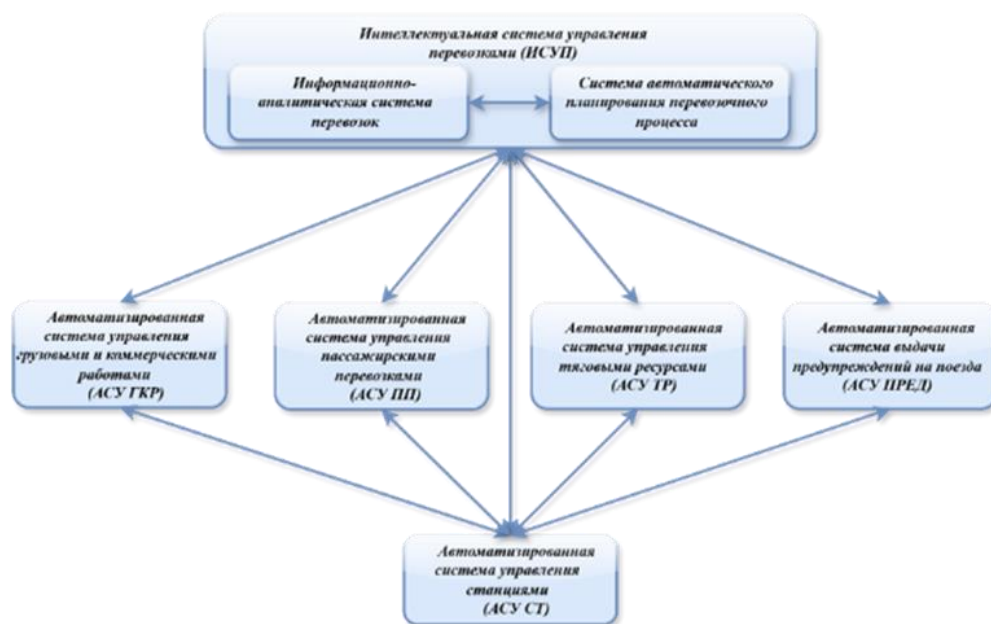 Интеллектуальная система управления
перевозками (ИСУП)
Информационно-
аналитическая система
перевозок
Система автоматического
планирования перевозочного
процесса
Автоматизированная
система управления
грузовыми и коммерческими
работами
(АСУ ГКР)
Автоматизированная
система управления
пассажирскими
перевозками
(АСУ ПП)
Автоматизированная
система управления
тяговыми ресурсами
(АСУ ТР)
Автоматизированная
система выдачи
предупреждений на поезда
(АСУ ПРЕД)
Автоматизированная
система управления
станциями
(АСУ СТ)